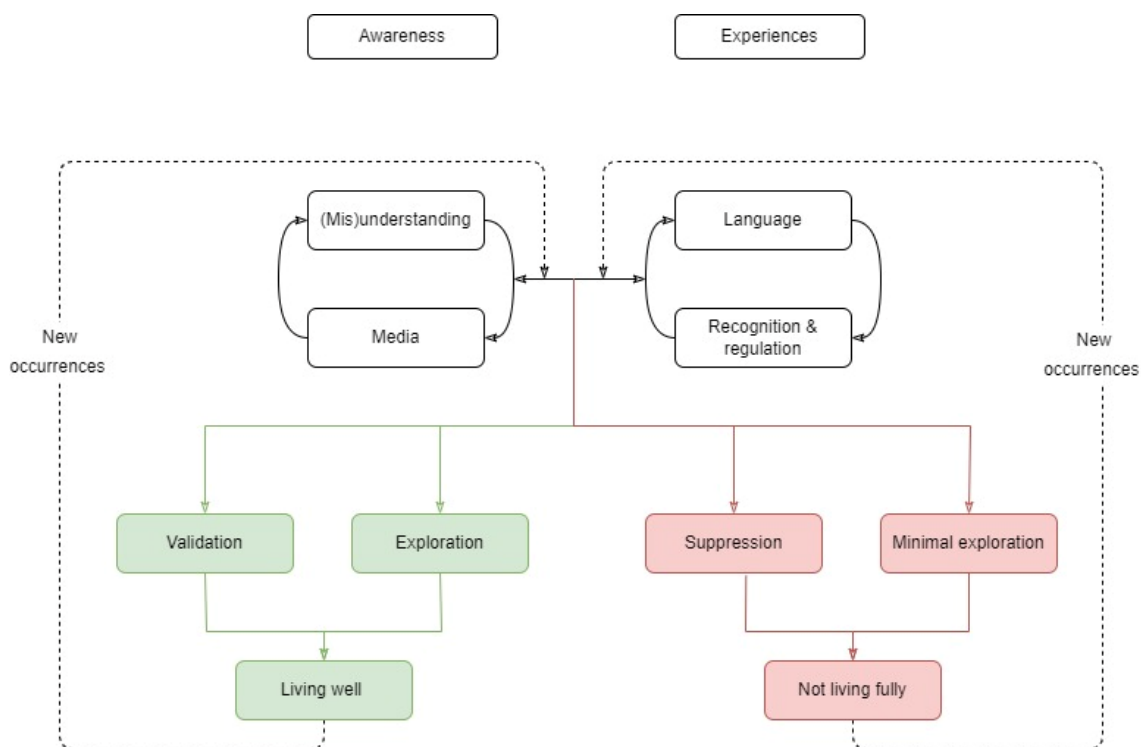 Awareness
Experiences
(Mis)understanding
Language
Media
Recognition &
regulation
New
occurrences
New
occurrences
Validation
Exploration
Suppression
Minimal exploration
Living well
Not living fully